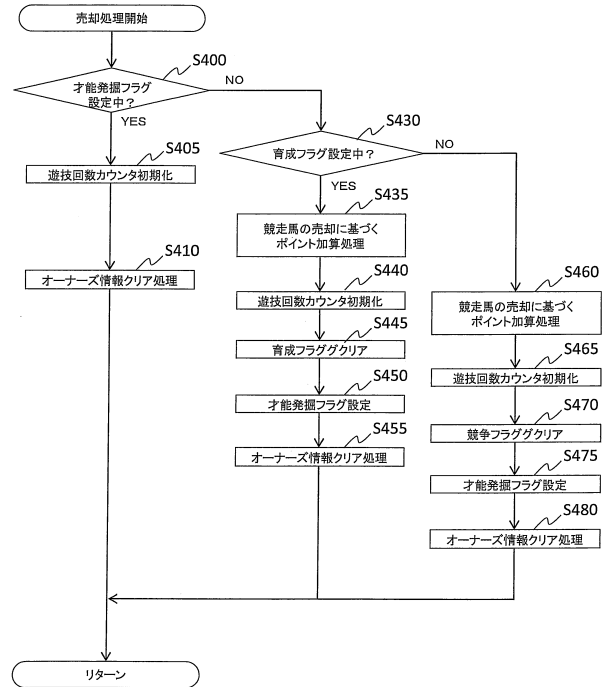 売却処理開始
S400
才能発掘フラグ
設定中？
NO
YES
S405
遊技回数カウンタ初期化
S410
オーナーズ情報クリア処理
S430
育成フラグ設定中？
NO
YES
S435
競走馬の売却に基づく
ポイント加算処理
S440
遊技回数カウンタ初期化
S445
育成フラググクリア
S450
才能発掘フラグ設定
S455
オーナーズ情報クリア処理
S460
競走馬の売却に基づく
ポイント加算処理
S465
遊技回数カウンタ初期化
S470
競争フラググクリア
S475
才能発掘フラグ設定
S480
オーナーズ情報クリア処理
リターン